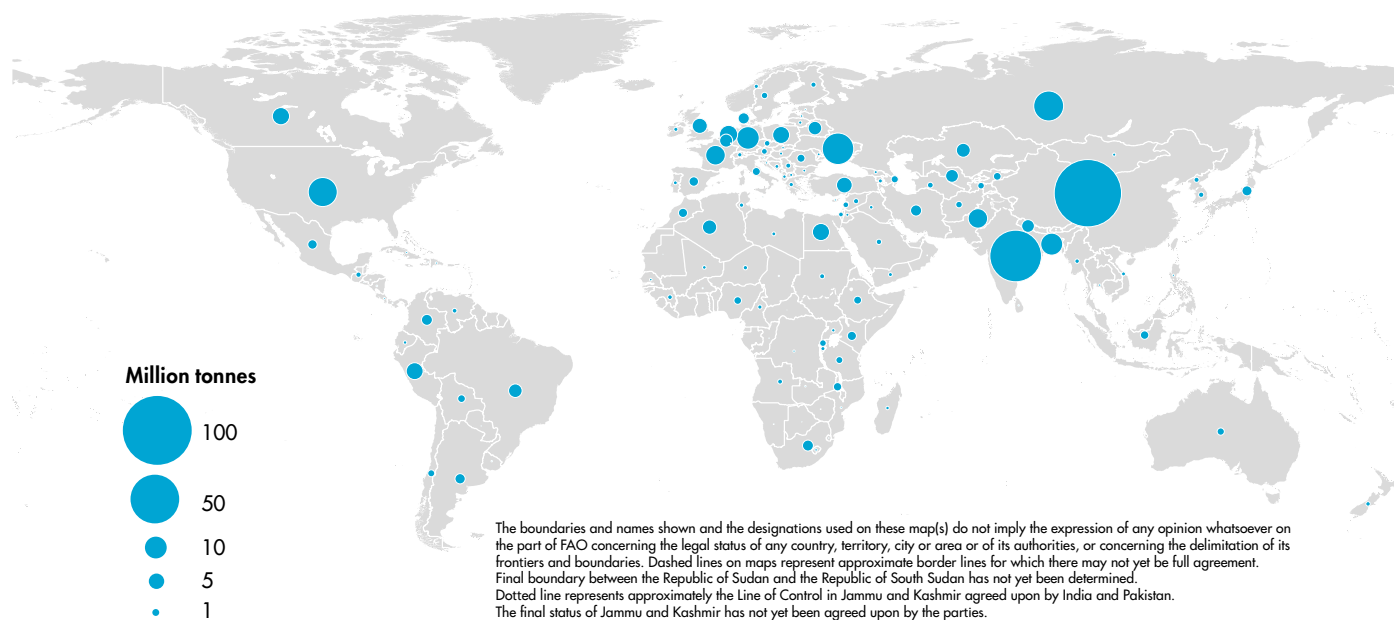 Million tonnes
100
50
10
5
1
The boundaries and names shown and the designations used on these map(s) do not imply the expression of any opinion whatsoever on
the part of FAO concerning the legal status of any country, territory, city or area or of its authorities, or concerning the delimitation of its
frontiers and boundaries. Dashed lines on maps represent approximate border lines for which there may not yet be full agreement.
Final boundary between the Republic of Sudan and the Republic of South Sudan has not yet been determined.
Dotted line represents approximately the Line of Control in Jammu and Kashmir agreed upon by India and Pakistan.
The final status of Jammu and Kashmir has not yet been agreed upon by the parties.